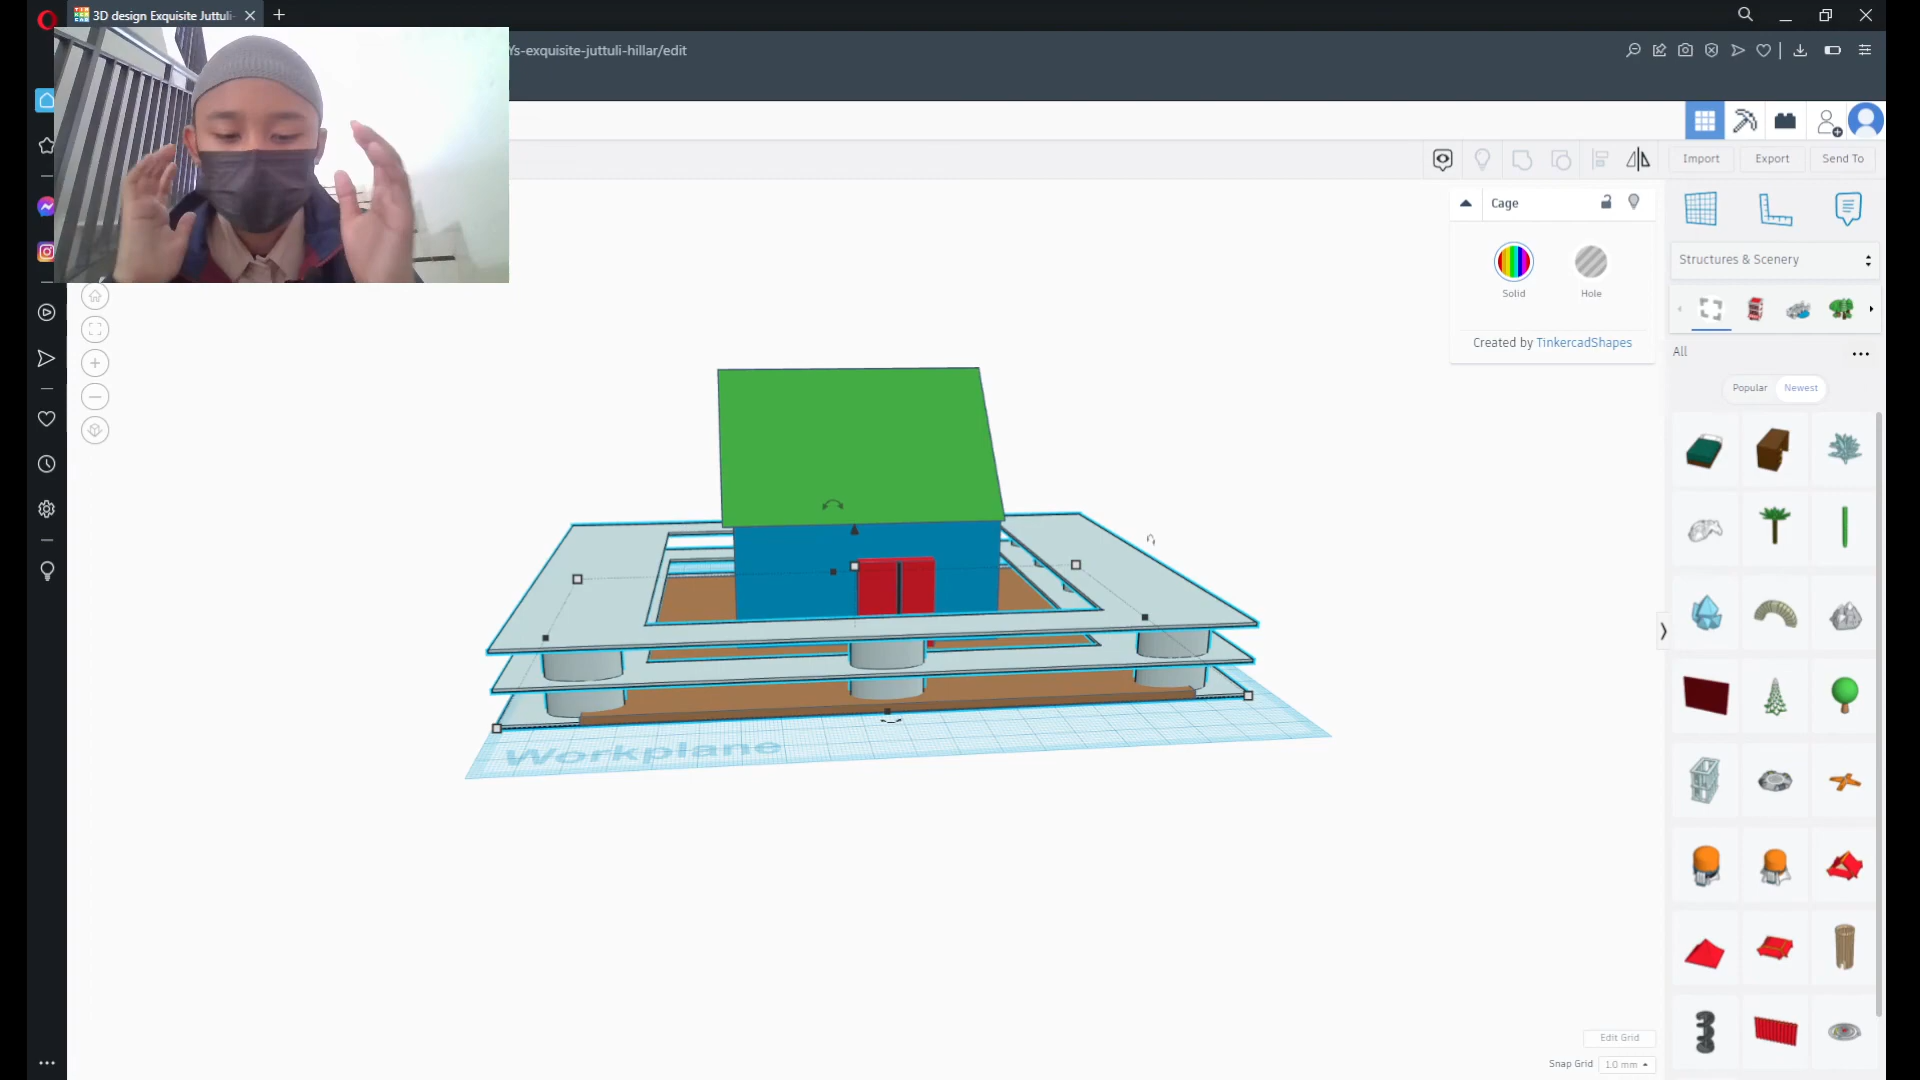 3D design Exquisite Juttuli-
Ys-exquisite-juttuli-hillar/edit
Import
Export
Send To
Cage
Solid
Hole
Created by TinkercadShapes
Structures & Scenery
All
Popular
Newest
Workplane
Edit Grid
Snap Grid
1.0 mm